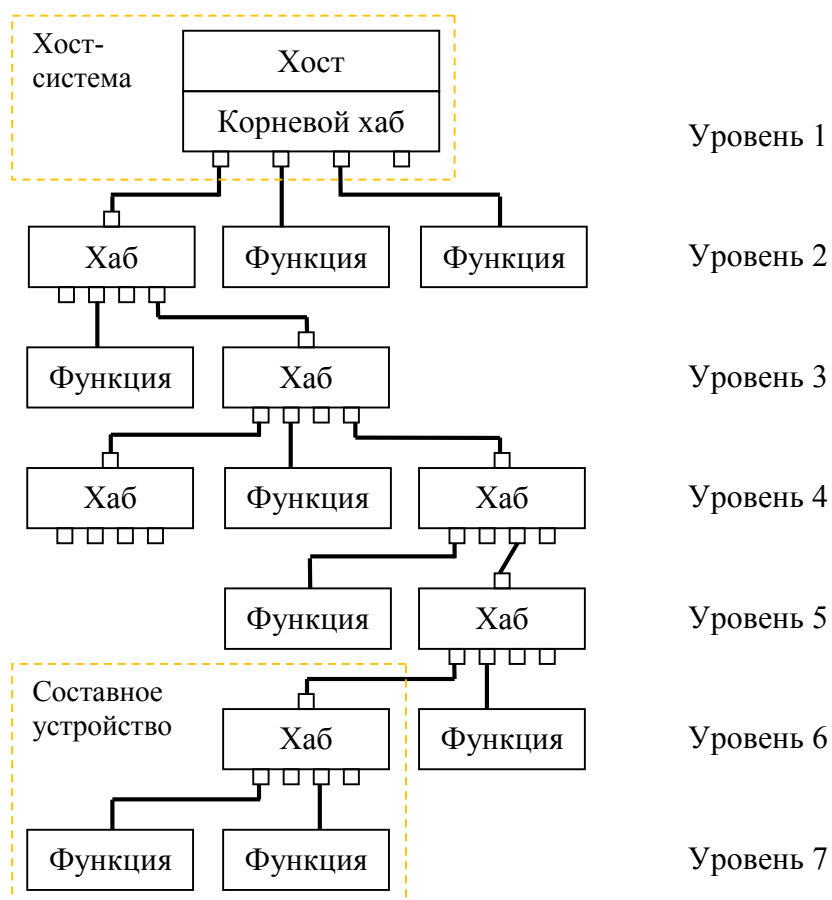 Хост-
система
Хост
Корневой хаб
Уровень 1
Хаб
Функция
Функция
Уровень 2
Функция
Хаб
Уровень 3
Хаб
Функция
Хаб
Уровень 4
Функция
Хаб
Уровень 5
Составное
устройство
Хаб
Функция
Уровень 6
Функция
Функция
Уровень 7